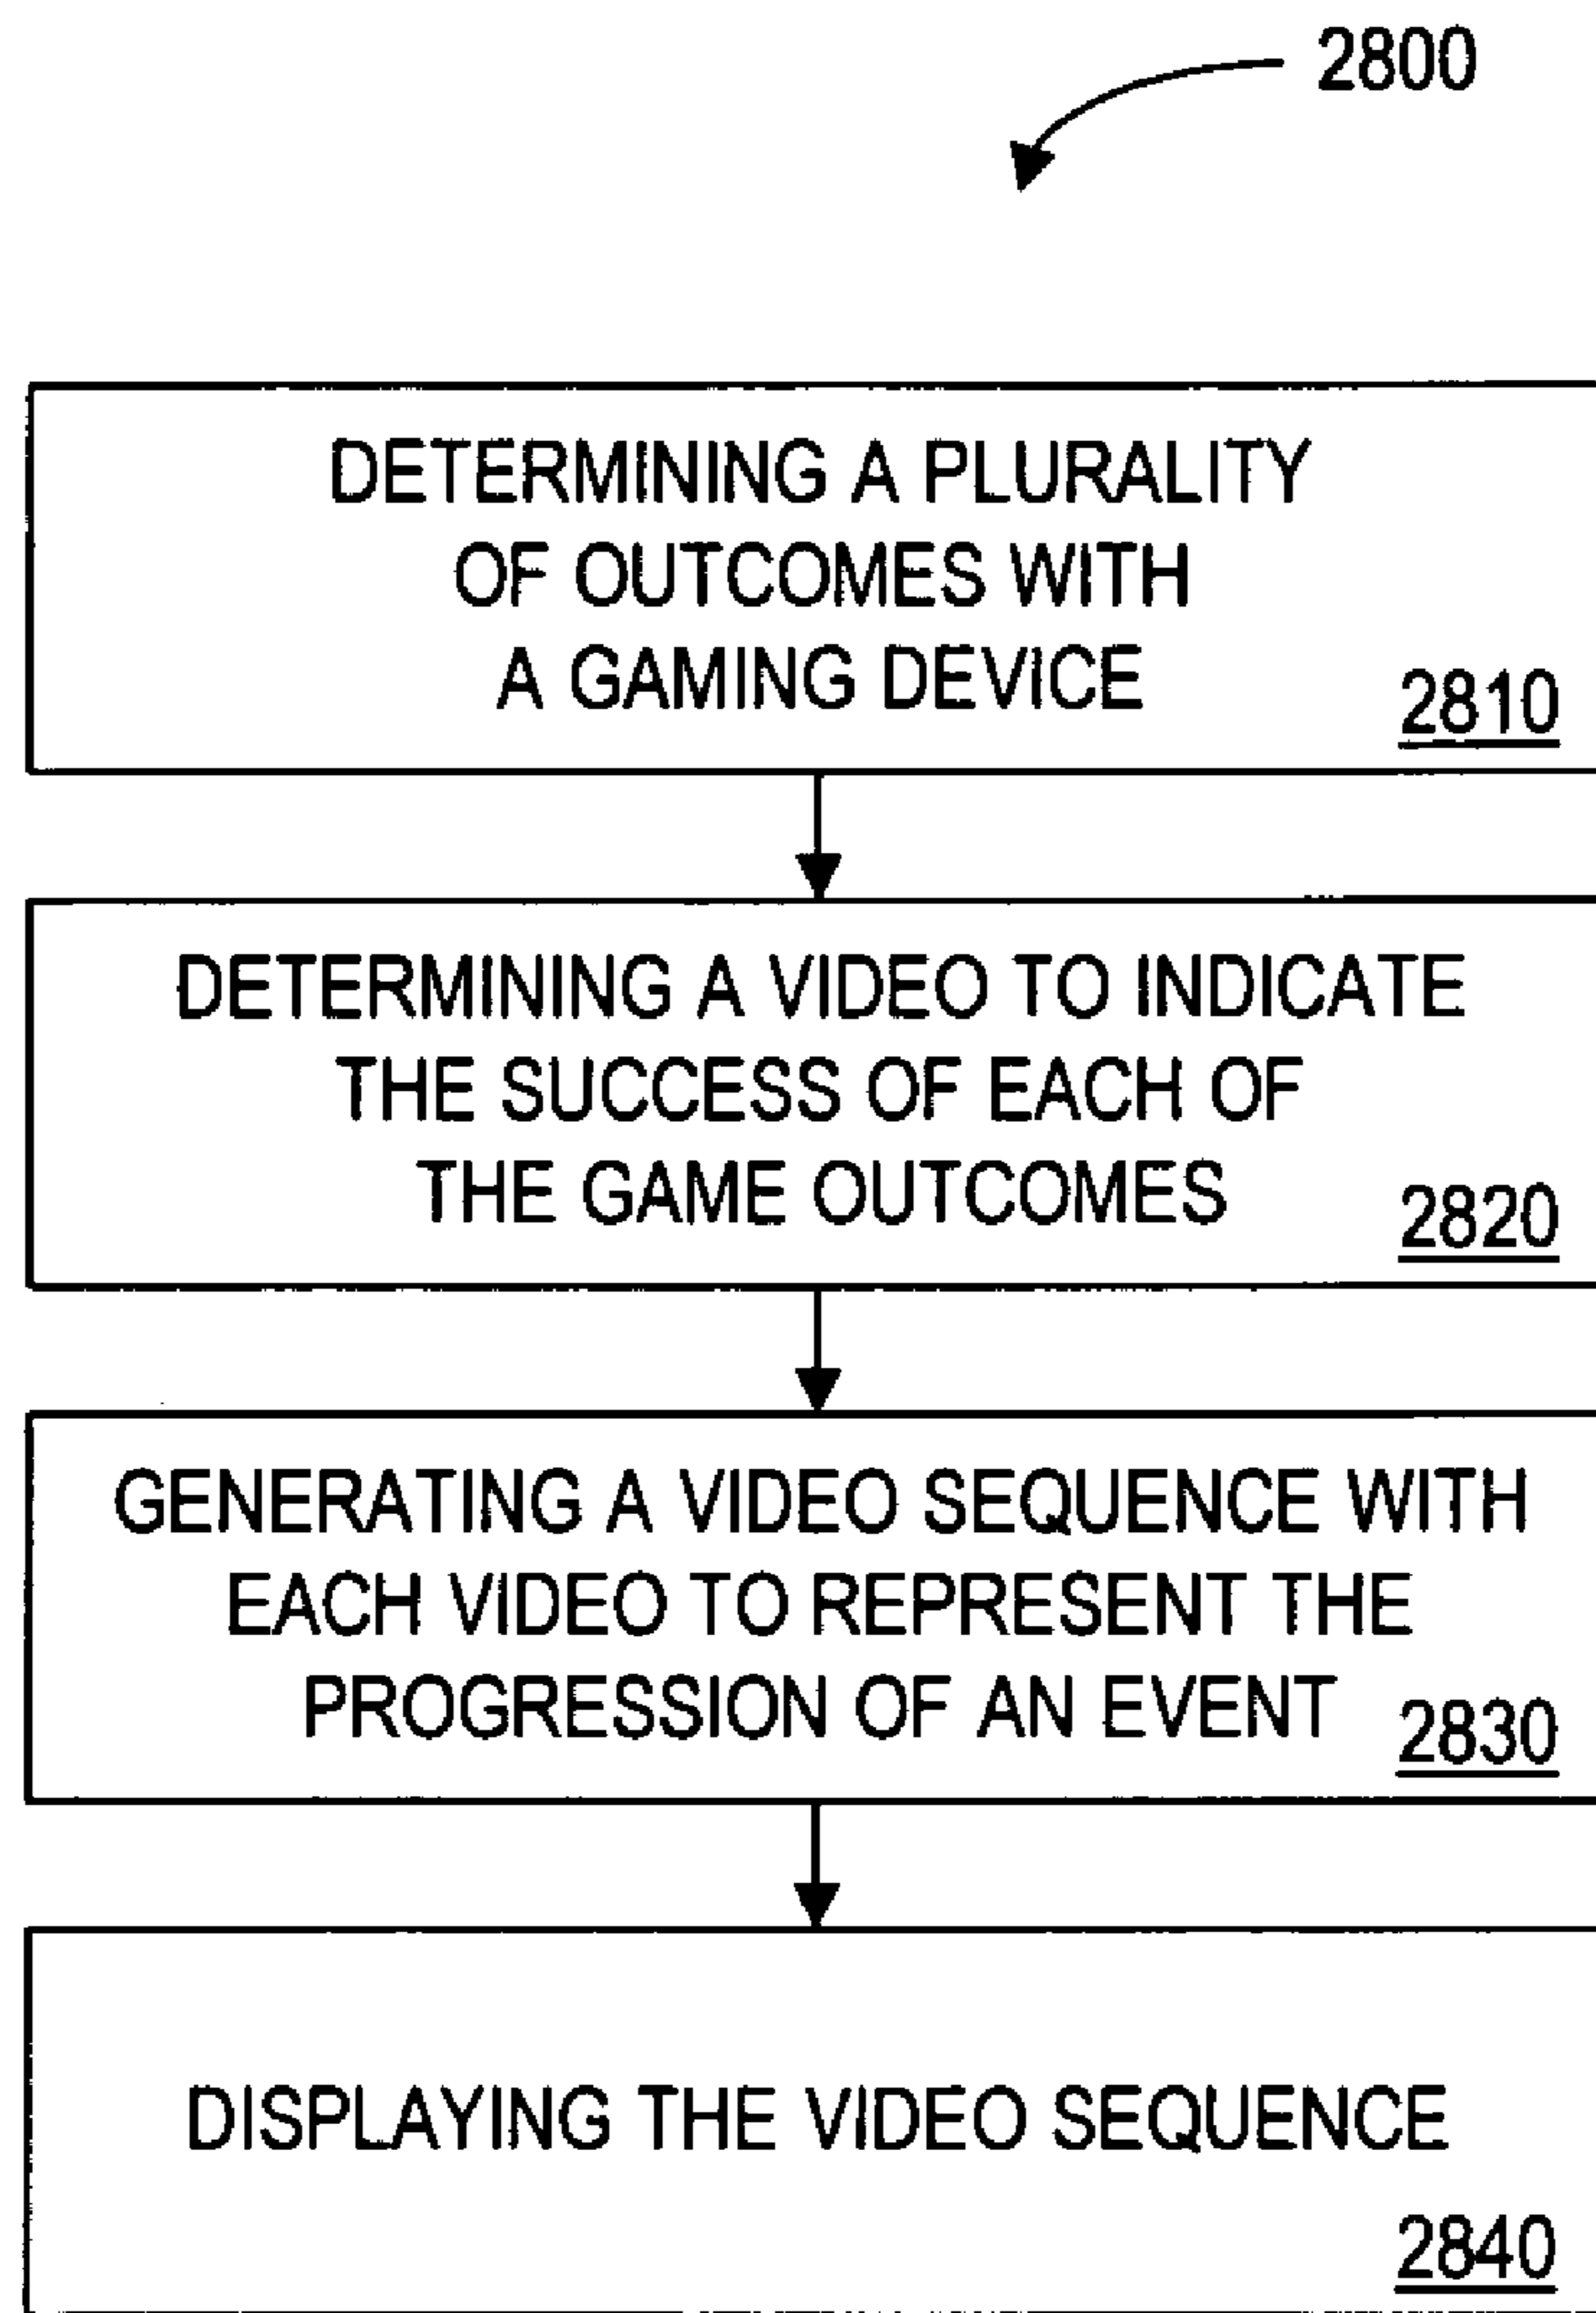 2800
DETERMINING A PLURALITY
OF OUTCOMES WITH
A GAMING DEVICE
2810
DETERMINING A VIDEO TO INDICATE
THE SUCCESS OF EACH OF
THE GAME OUTCOMES
2820
GENERATING A VIDEO SEQUENCE WITH
EACH VIDEO TO REPRESENT THE
PROGRESSION OF AN EVENT
2830
DISPLAYING THE VIDEO SEQUENCE
2840